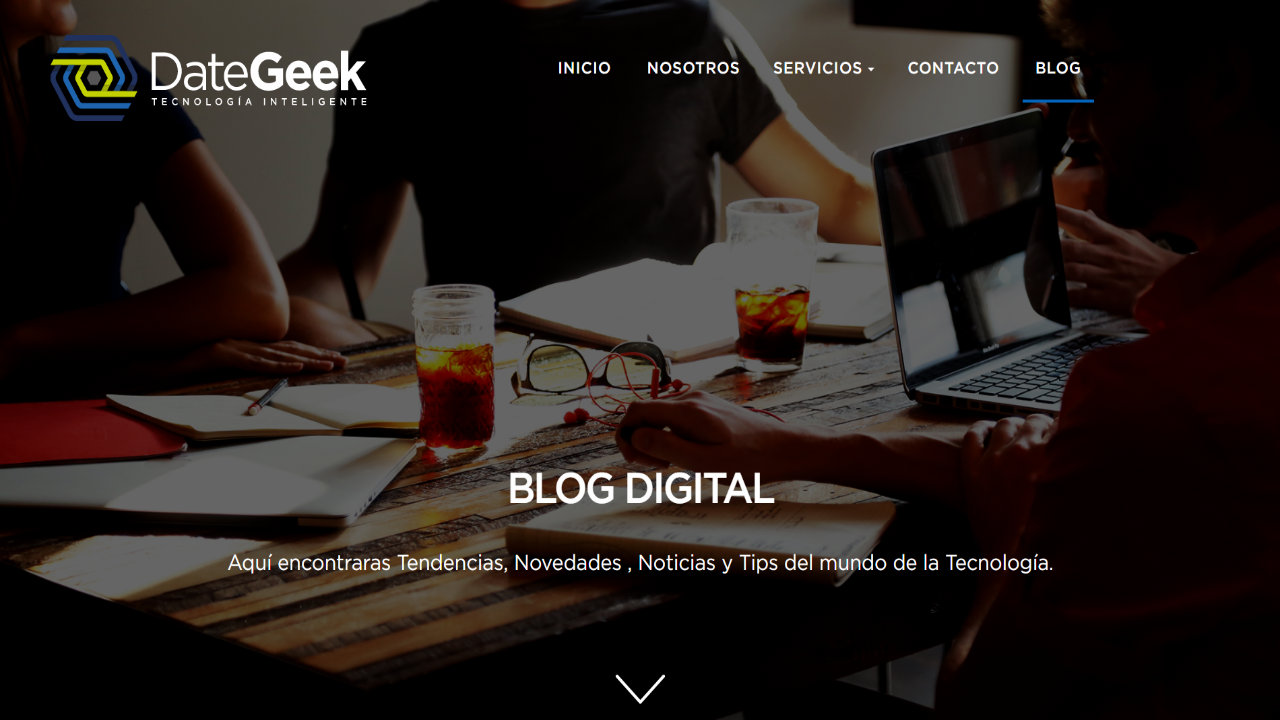 DateGeek
TECNOLOGÍA INTELIGENTE
INICIO NOSOTROS SERVICIOS CONTACTO BLOG
BLOG DIGITAL
Aquí encontraras Tendencias, Novedades , Noticias y Tips del mundo de la Tecnología.